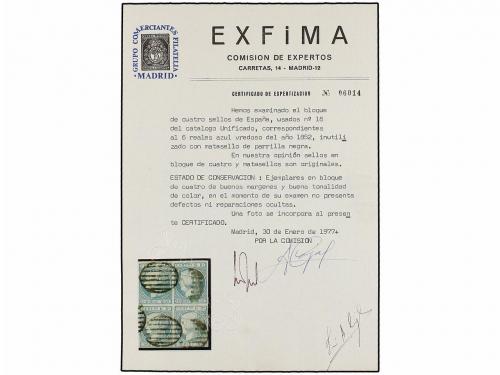 GRUPO COMERCIANTES FILATELIA
·MADRID·
EXFiMA
COMISION DE EXPERTOS
CARRETAS, 14 - MADRID-12
CERTIFICADO DE ESPERTIZACION Nº 06014
Hemos examinado el bloque
de cuatro sellos de España, usados nº 18
del catalogo Unificado, correspondientes
al 6 reales azul vredoso del año 1852, inutili
zado con matasello de parrilla negra.
En nuestra opinión sellos en
bloque de cuatro y matasellos son originales.
ESTADO DE CONSERVACION : Ejemplares en bloque
de cuatro de buenos margenes y buena tonalidad
de color, en el momento de su examen no presenta
defectos ni reparaciones ocultas.
Una foto se incorpora al presen
te CERTIFICADO.
Madrid, 30 de Enero de 1977.
POR LA COMISIÓN